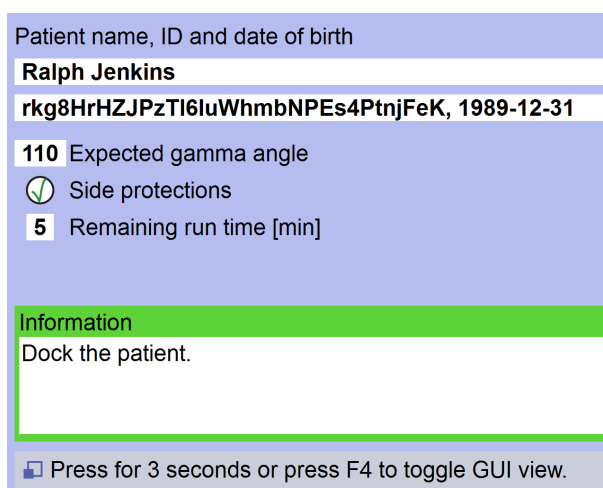 Patient name, ID and date of birth
Ralph Jenkins
rkg8HrHZJPzTI6IuWhmbNPEs4PtnjFeK, 1989-12-31
110 Expected gamma angle
Side protections
5 Remaining run time [min]
Information
Dock the patient.
Press for 3 seconds or press F4 to toggle GUI view.